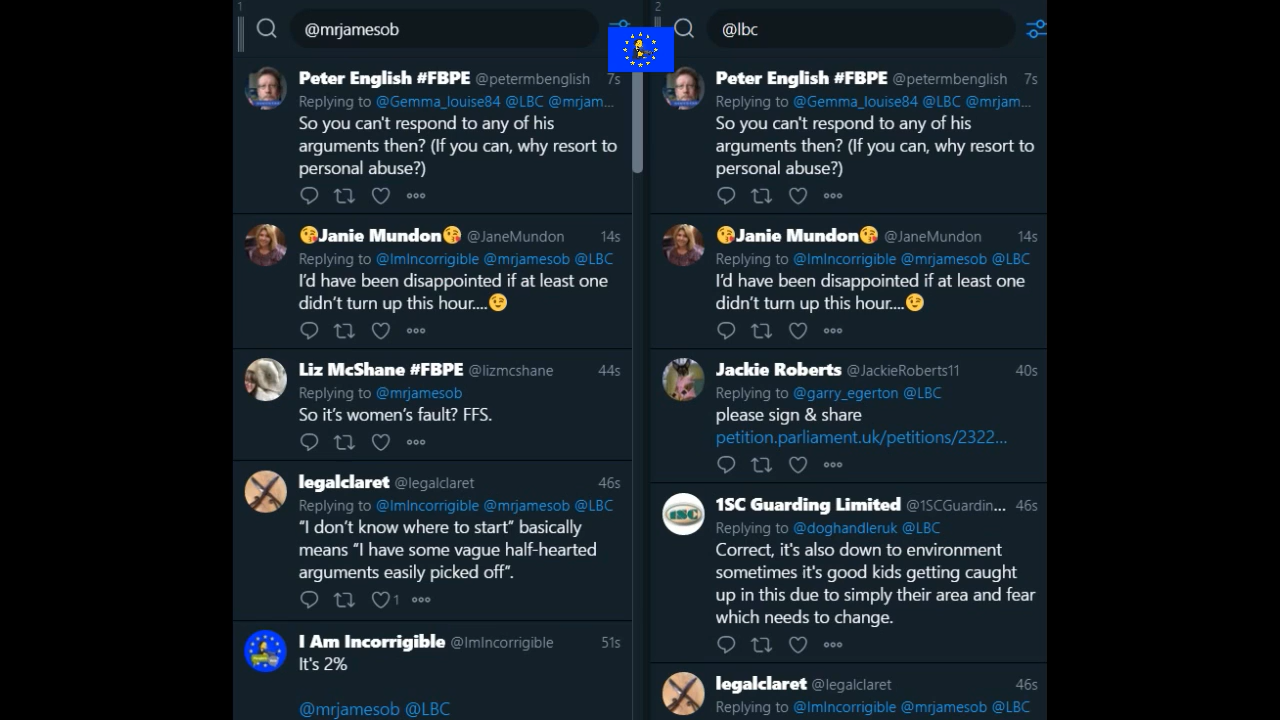 1
@mrjamesob
Peter English #FBPE @petermbenglish 7s
Replying to @Gemma_louise84 @LBC @mrjam...
So you can't respond to any of his
arguments then? (If you can, why resort to
personal abuse?)
😘Janie Mundon😘 @JaneMundon 14s
Replying to @ImIncorrigible @mrjamesob @LBC
I’d have been disappointed if at least one
didn’t turn up this hour....😉
Liz McShane #FBPE @lizmcshane 44s
Replying to @mrjamesob
So it’s women’s fault? FFS.
legalclaret @legalclaret 46s
Replying to @ImIncorrigible @mrjamesob @LBC
“I don’t know where to start” basically
means “I have some vague half-hearted
arguments easily picked off”.
1
I Am Incorrigible @ImIncorrigible 51s
It's 2%
@mrjamesob @LBC
2
@lbc
Peter English #FBPE @petermbenglish 7s
Replying to @Gemma_louise84 @LBC @mrjam...
So you can't respond to any of his
arguments then? (If you can, why resort to
personal abuse?)
😘Janie Mundon😘 @JaneMundon 14s
Replying to @ImIncorrigible @mrjamesob @LBC
I’d have been disappointed if at least one
didn’t turn up this hour....😉
Jackie Roberts @JackieRoberts11 40s
Replying to @garry_egerton @LBC
please sign & share
petition.parliament.uk/petitions/2322...
1SC Guarding Limited @1SCGuardin... 46s
Replying to @doghandleruk @LBC
Correct, it's also down to environment
sometimes it's good kids getting caught
up in this due to simply their area and fear
which needs to change.
legalclaret @legalclaret 46s
Replying to @ImIncorrigible @mrjamesob @LBC